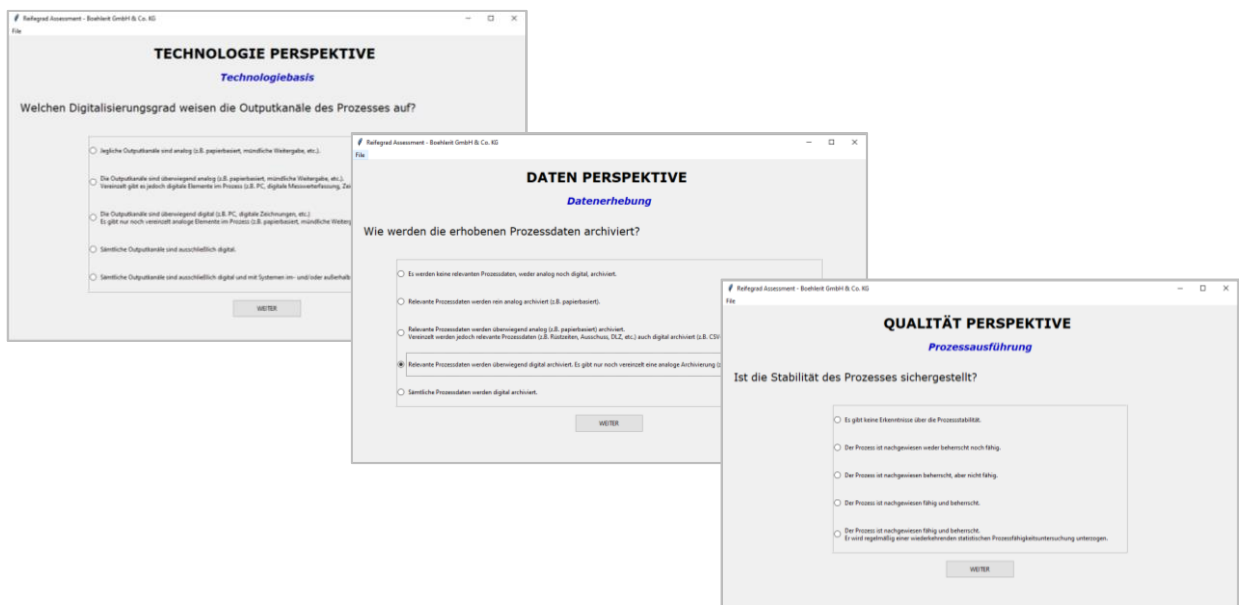 Reifegrad Assessment - Boehlerit GmbH & Co. KG
File
TECHNOLOGIE PERSPEKTIVE
Technologiebasis
Welchen Digitalisierungsgrad weisen die Outputkanäle des Prozesses auf?
Jegliche Outputkanäle sind analog (z.B. papierbasiert, mündliche Weitergabe, etc.).
Die Outputkanäle sind überwiegend analog (z.B. papierbasiert, mündliche Weitergabe, etc.).
Vereinzelt gibt es jedoch digitale Elemente im Prozess (z.B. PC, digitale Messwerterfassung,
Die Outputkanäle sind überwiegend digital (z.B. PC, digitale Zeichnungen, etc.)
Es gibt nur noch vereinzelt analoge Elemente im Prozess (z.B. papierbasiert, mündliche
Sämtliche Outputkanäle sind ausschließlich digital.
Sämtliche Outputkanäle sind ausschließlich digital und mit Systemen im- und/oder außerhalb
WEITER
Reifegrad Assessment - Boehlerit GmbH & Co. KG
File
DATEN PERSPEKTIVE
Datenerhebung
Wie werden die erhobenen Prozessdaten archiviert?
Es werden keine relevanten Prozessdaten, weder analog noch digital, archiviert.
Relevante Prozessdaten werden rein analog archiviert (z.B. papierbasiert).
Relevante Prozessdaten werden überwiegend analog (z.B. papierbasiert) archiviert.
Vereinzelt werden jedoch relevante Prozessdaten (z.B. Rüstzeiten, Ausschuss, DLZ, etc.) auch digital archiviert (z.B. CSV
Relevante Prozessdaten werden überwiegend digital archiviert. Es gibt nur noch vereinzelt eine analoge Archivierung
Sämtliche Prozessdaten werden digital archiviert.
WEITER
Reifegrad Assessment - Boehlerit GmbH & Co. KG
File
QUALITÄT PERSPEKTIVE
Prozessausführung
Ist die Stabilität des Prozesses sichergestellt?
Es gibt keine Erkenntnisse über die Prozessstabilität.
Der Prozess ist nachgewiesen weder beherrscht noch fähig.
Der Prozess ist nachgewiesen beherrscht, aber nicht fähig.
Der Prozess ist nachgewiesen fähig und beherrscht.
Der Prozess ist nachgewiesen fähig und beherrscht.
Er wird regelmäßig einer wiederkehrenden statistischen Prozessfähigkeitsuntersuchung unterzogen.
WEITER